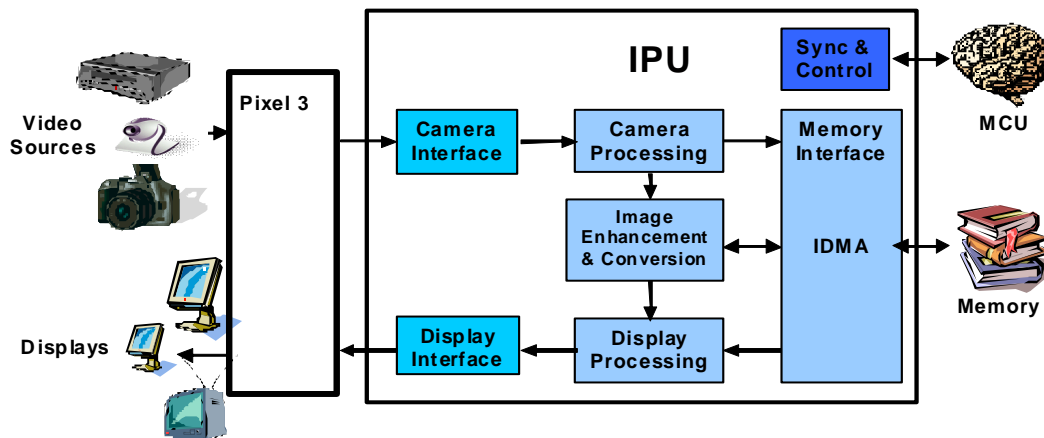 IPU
Sync &
Control
MCU
Pixel 3
Video
Sources
Camera
Interface
Camera
Processing
Memory
Interface
Image
Enhancement
& Conversion
IDMA
Memory
Displays
Display
Interface
Display
Processing